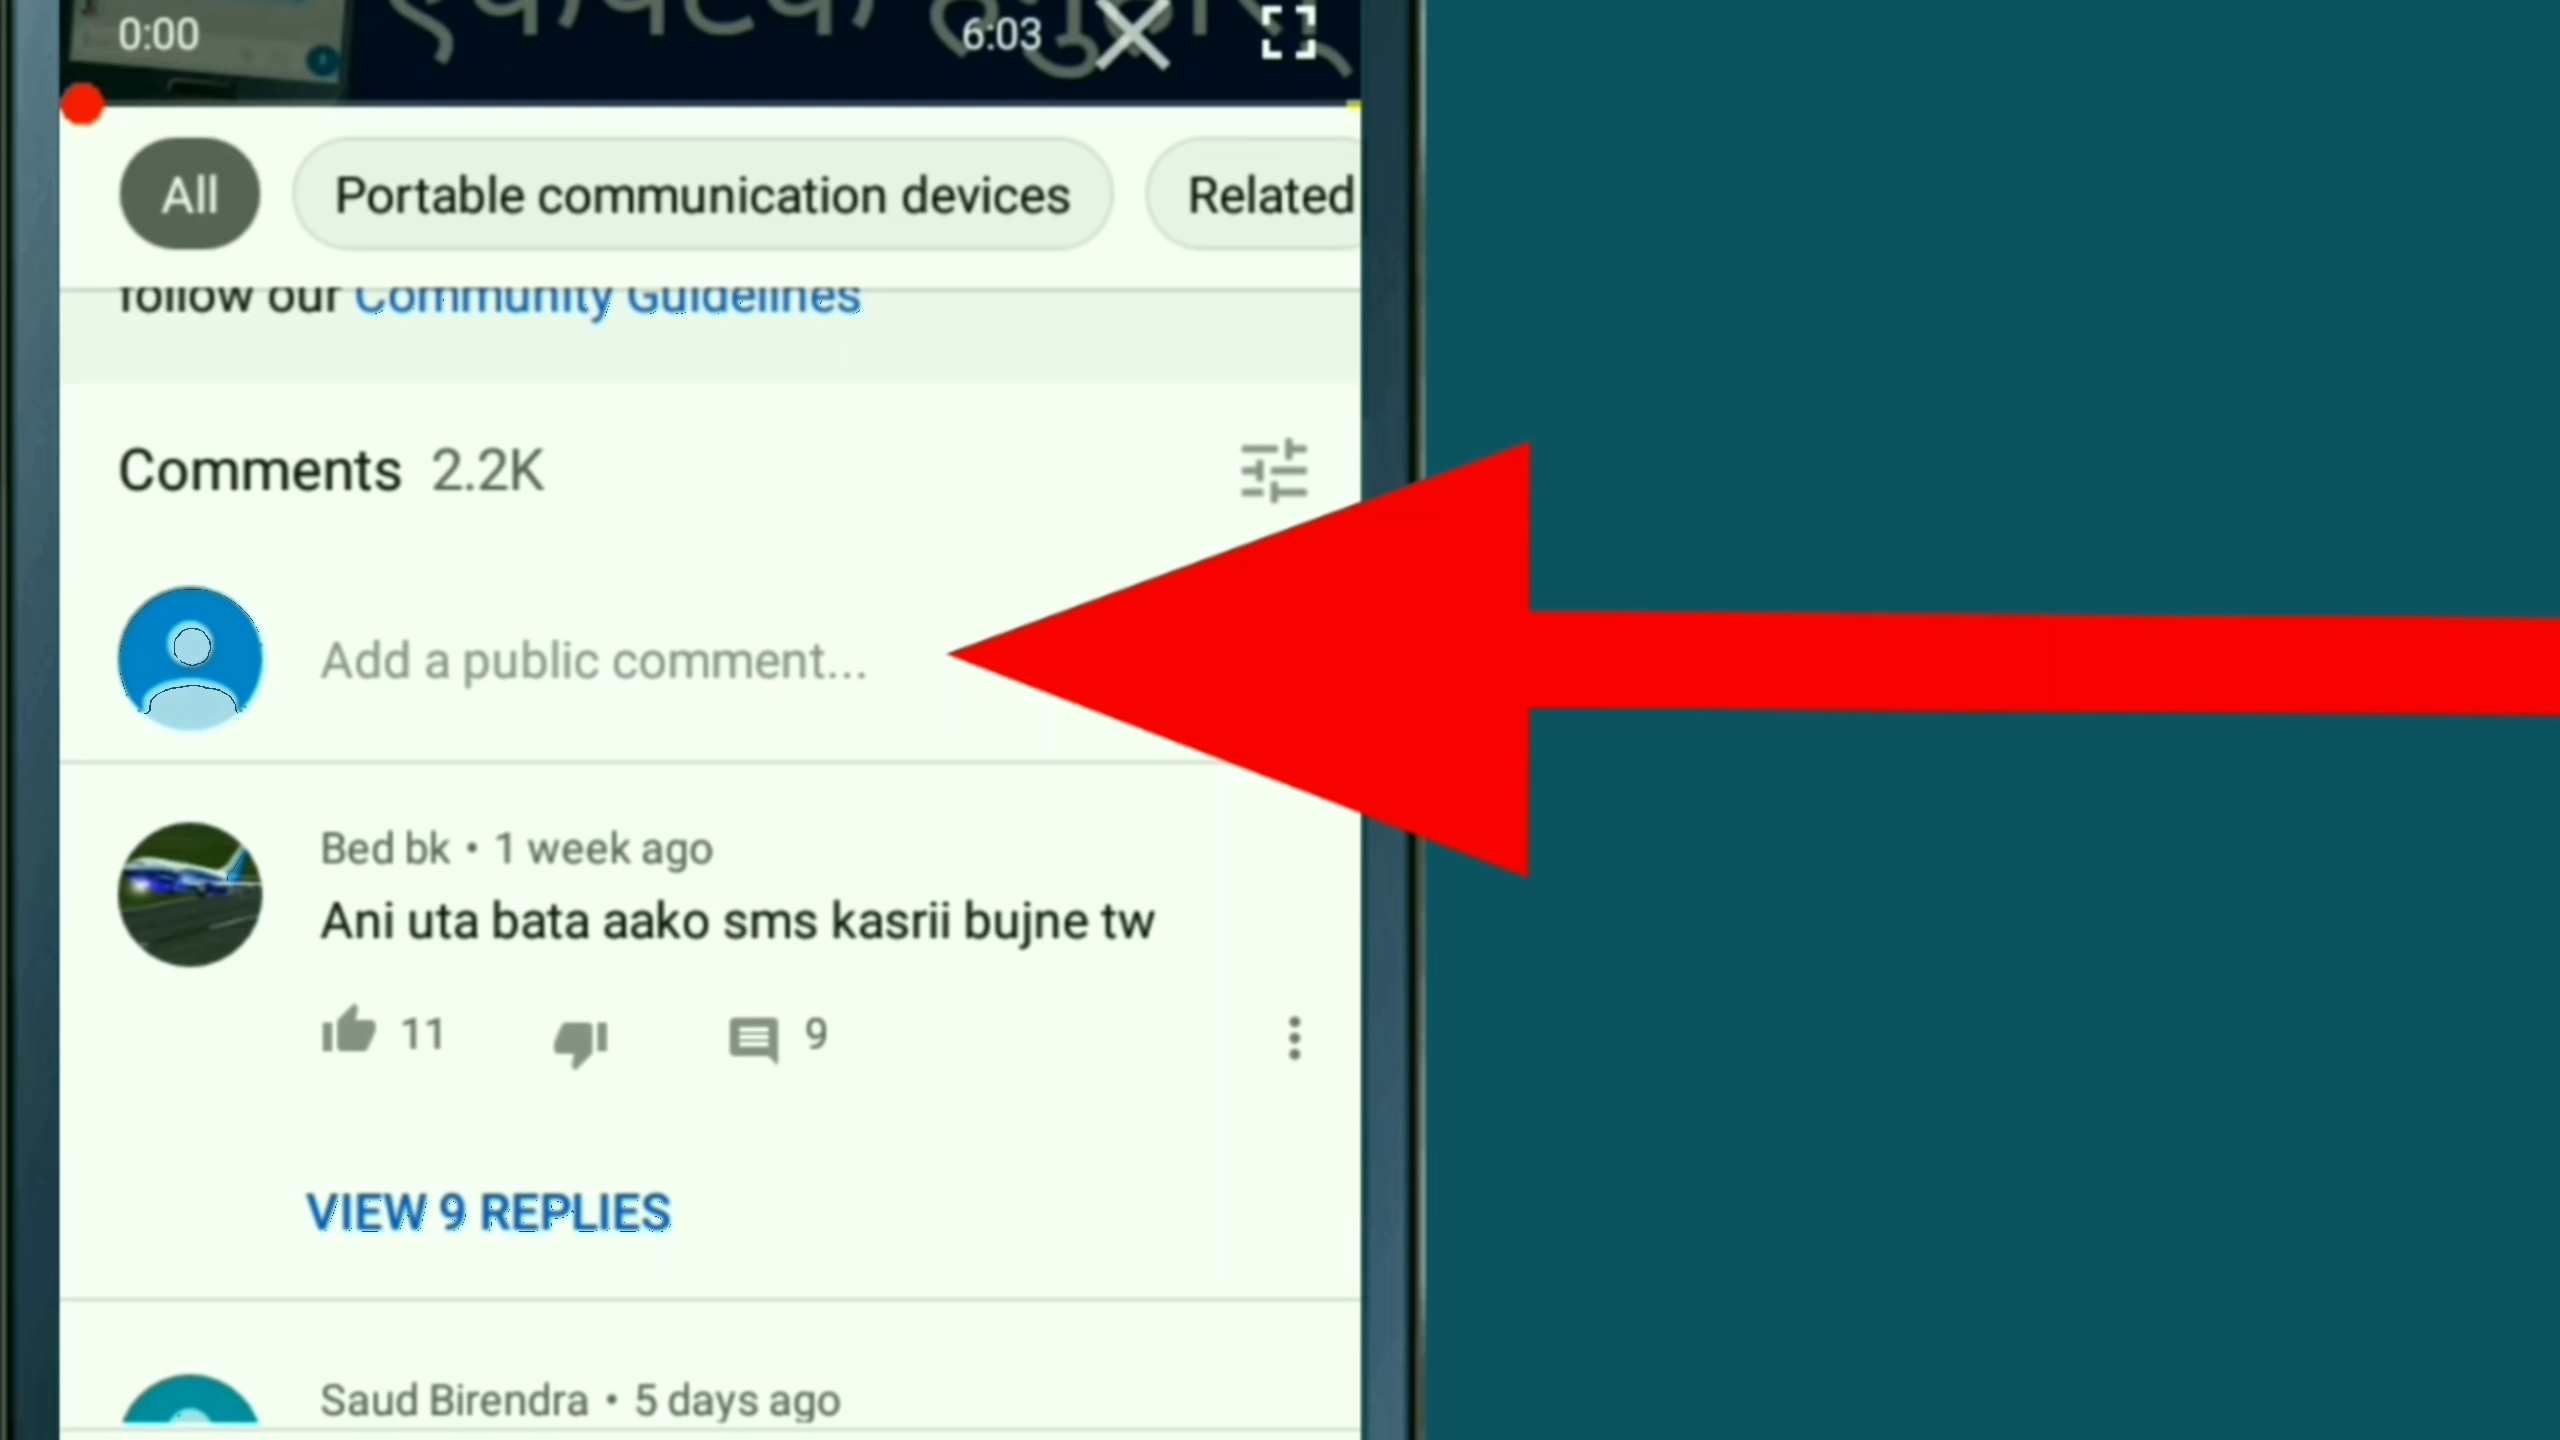 0:00 6:03
All Portable communication devices Related
follow our Community Guidelines
Comments 2.2K
Add a public comment...
Bed bk • 1 week ago
Ani uta bata aako sms kasrii bujne tw
11 9
VIEW 9 REPLIES
Saud Birendra • 5 days ago